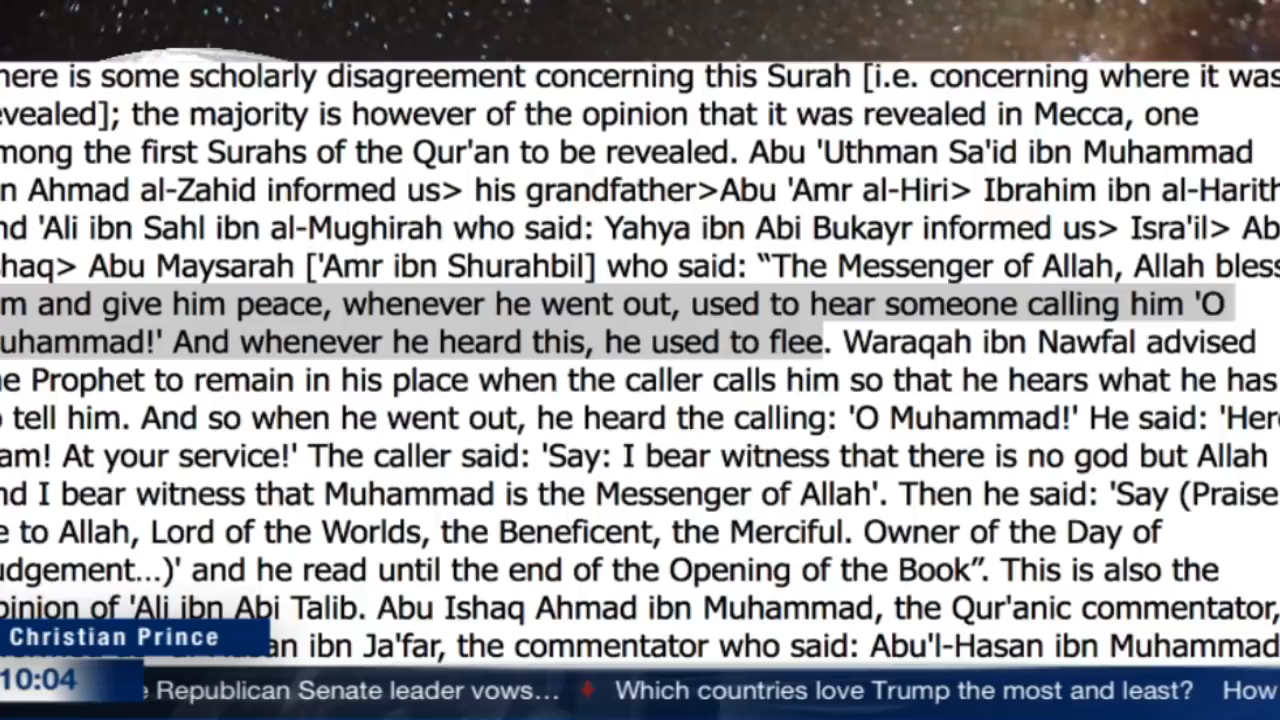 here is some scholarly disagreement concerning this Surah [i.e. concerning where it was
evealed]; the majority is however of the opinion that it was revealed in Mecca, one
mong the first Surahs of the Qur'an to be revealed. Abu 'Uthman Sa'id ibn Muhammad
n Ahmad al-Zahid informed us> his grandfather>Abu 'Amr al-Hiri> Ibrahim ibn al-Harith
nd 'Ali ibn Sahl ibn al-Mughirah who said: Yahya ibn Abi Bukayr informed us> Isra'il> Ab
shaq> Abu Maysarah ['Amr ibn Shurahbil] who said: “The Messenger of Allah, Allah bless
m and give him peace, whenever he went out, used to hear someone calling him 'O
uhammad!' And whenever he heard this, he used to flee. Waraqah ibn Nawfal advised
he Prophet to remain in his place when the caller calls him so that he hears what he has
o tell him. And so when he went out, he heard the calling: 'O Muhammad!' He said: 'Here
am! At your service!' The caller said: 'Say: I bear witness that there is no god but Allah
nd I bear witness that Muhammad is the Messenger of Allah'. Then he said: 'Say (Praise
e to Allah, Lord of the Worlds, the Beneficent, the Merciful. Owner of the Day of
udgement...)' and he read until the end of the Opening of the Book”. This is also the
pinion of 'Ali ibn Abi Talib. Abu Ishaq Ahmad ibn Muhammad, the Qur'anic commentator,
ibn Ja'far, the commentator who said: Abu'l-Hasan ibn Muhammad
Christian Prince
10:04
e Republican Senate leader vows... Which countries love Trump the most and least? How